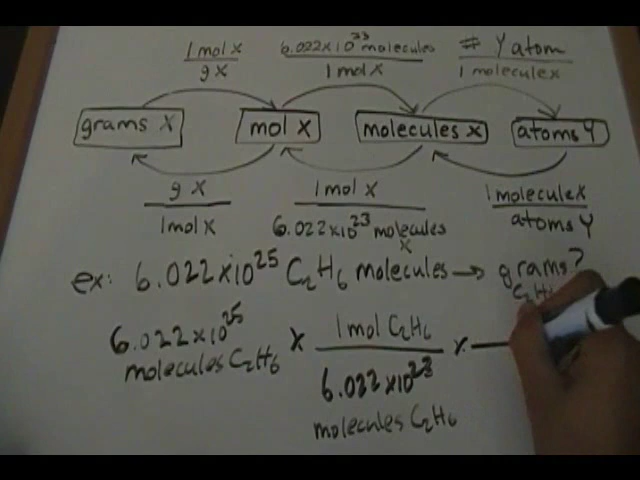 1 mol X 6.022x10^23 molecules # Y atom
g X 1 mol X 1 molecule x
grams X mol X molecules x atoms Y
g X 1 mol X 1 molecule X
1 mol X 6.022x10^23 molecules X atoms Y
ex: 6.022x10^25 C2H6 molecules → grams?
6.022x10^25 x 1 mol C2H6 x
molecules C2H6 6.022x10^23
molecules C2H6